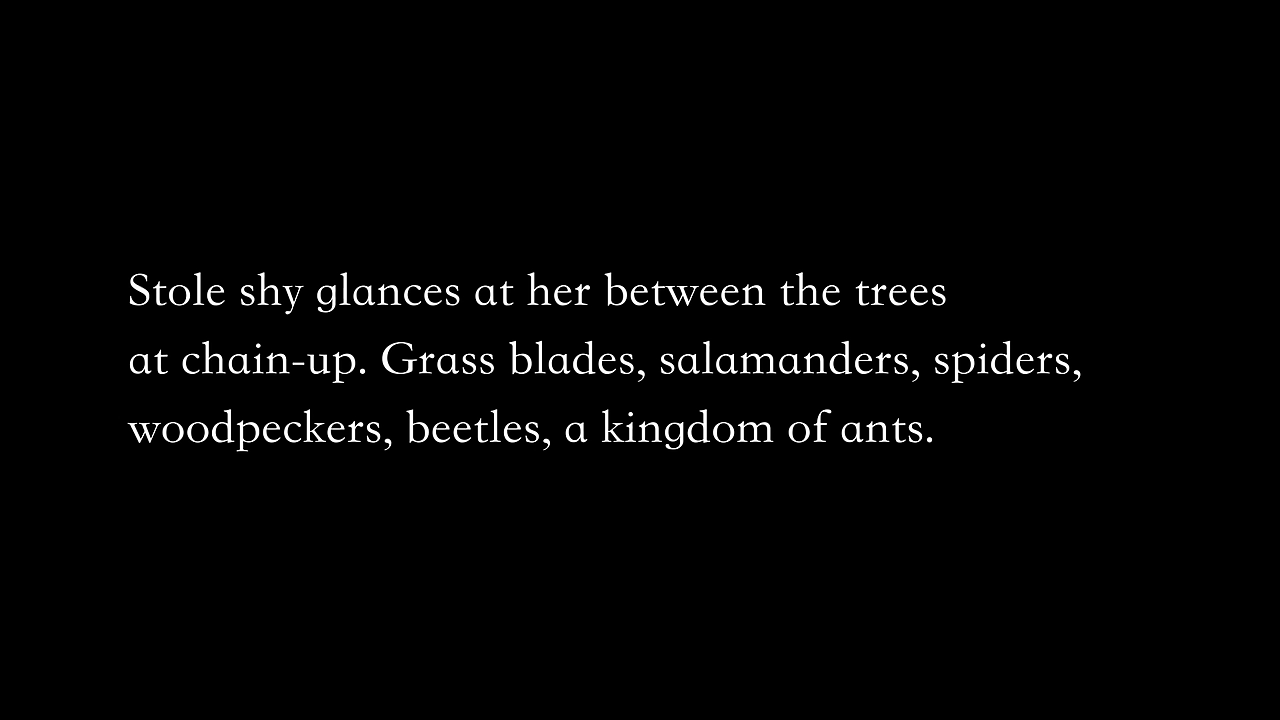 Stole shy glances at her between the trees
at chain-up. Grass blades, salamanders, spiders,
woodpeckers, beetles, a kingdom of ants.